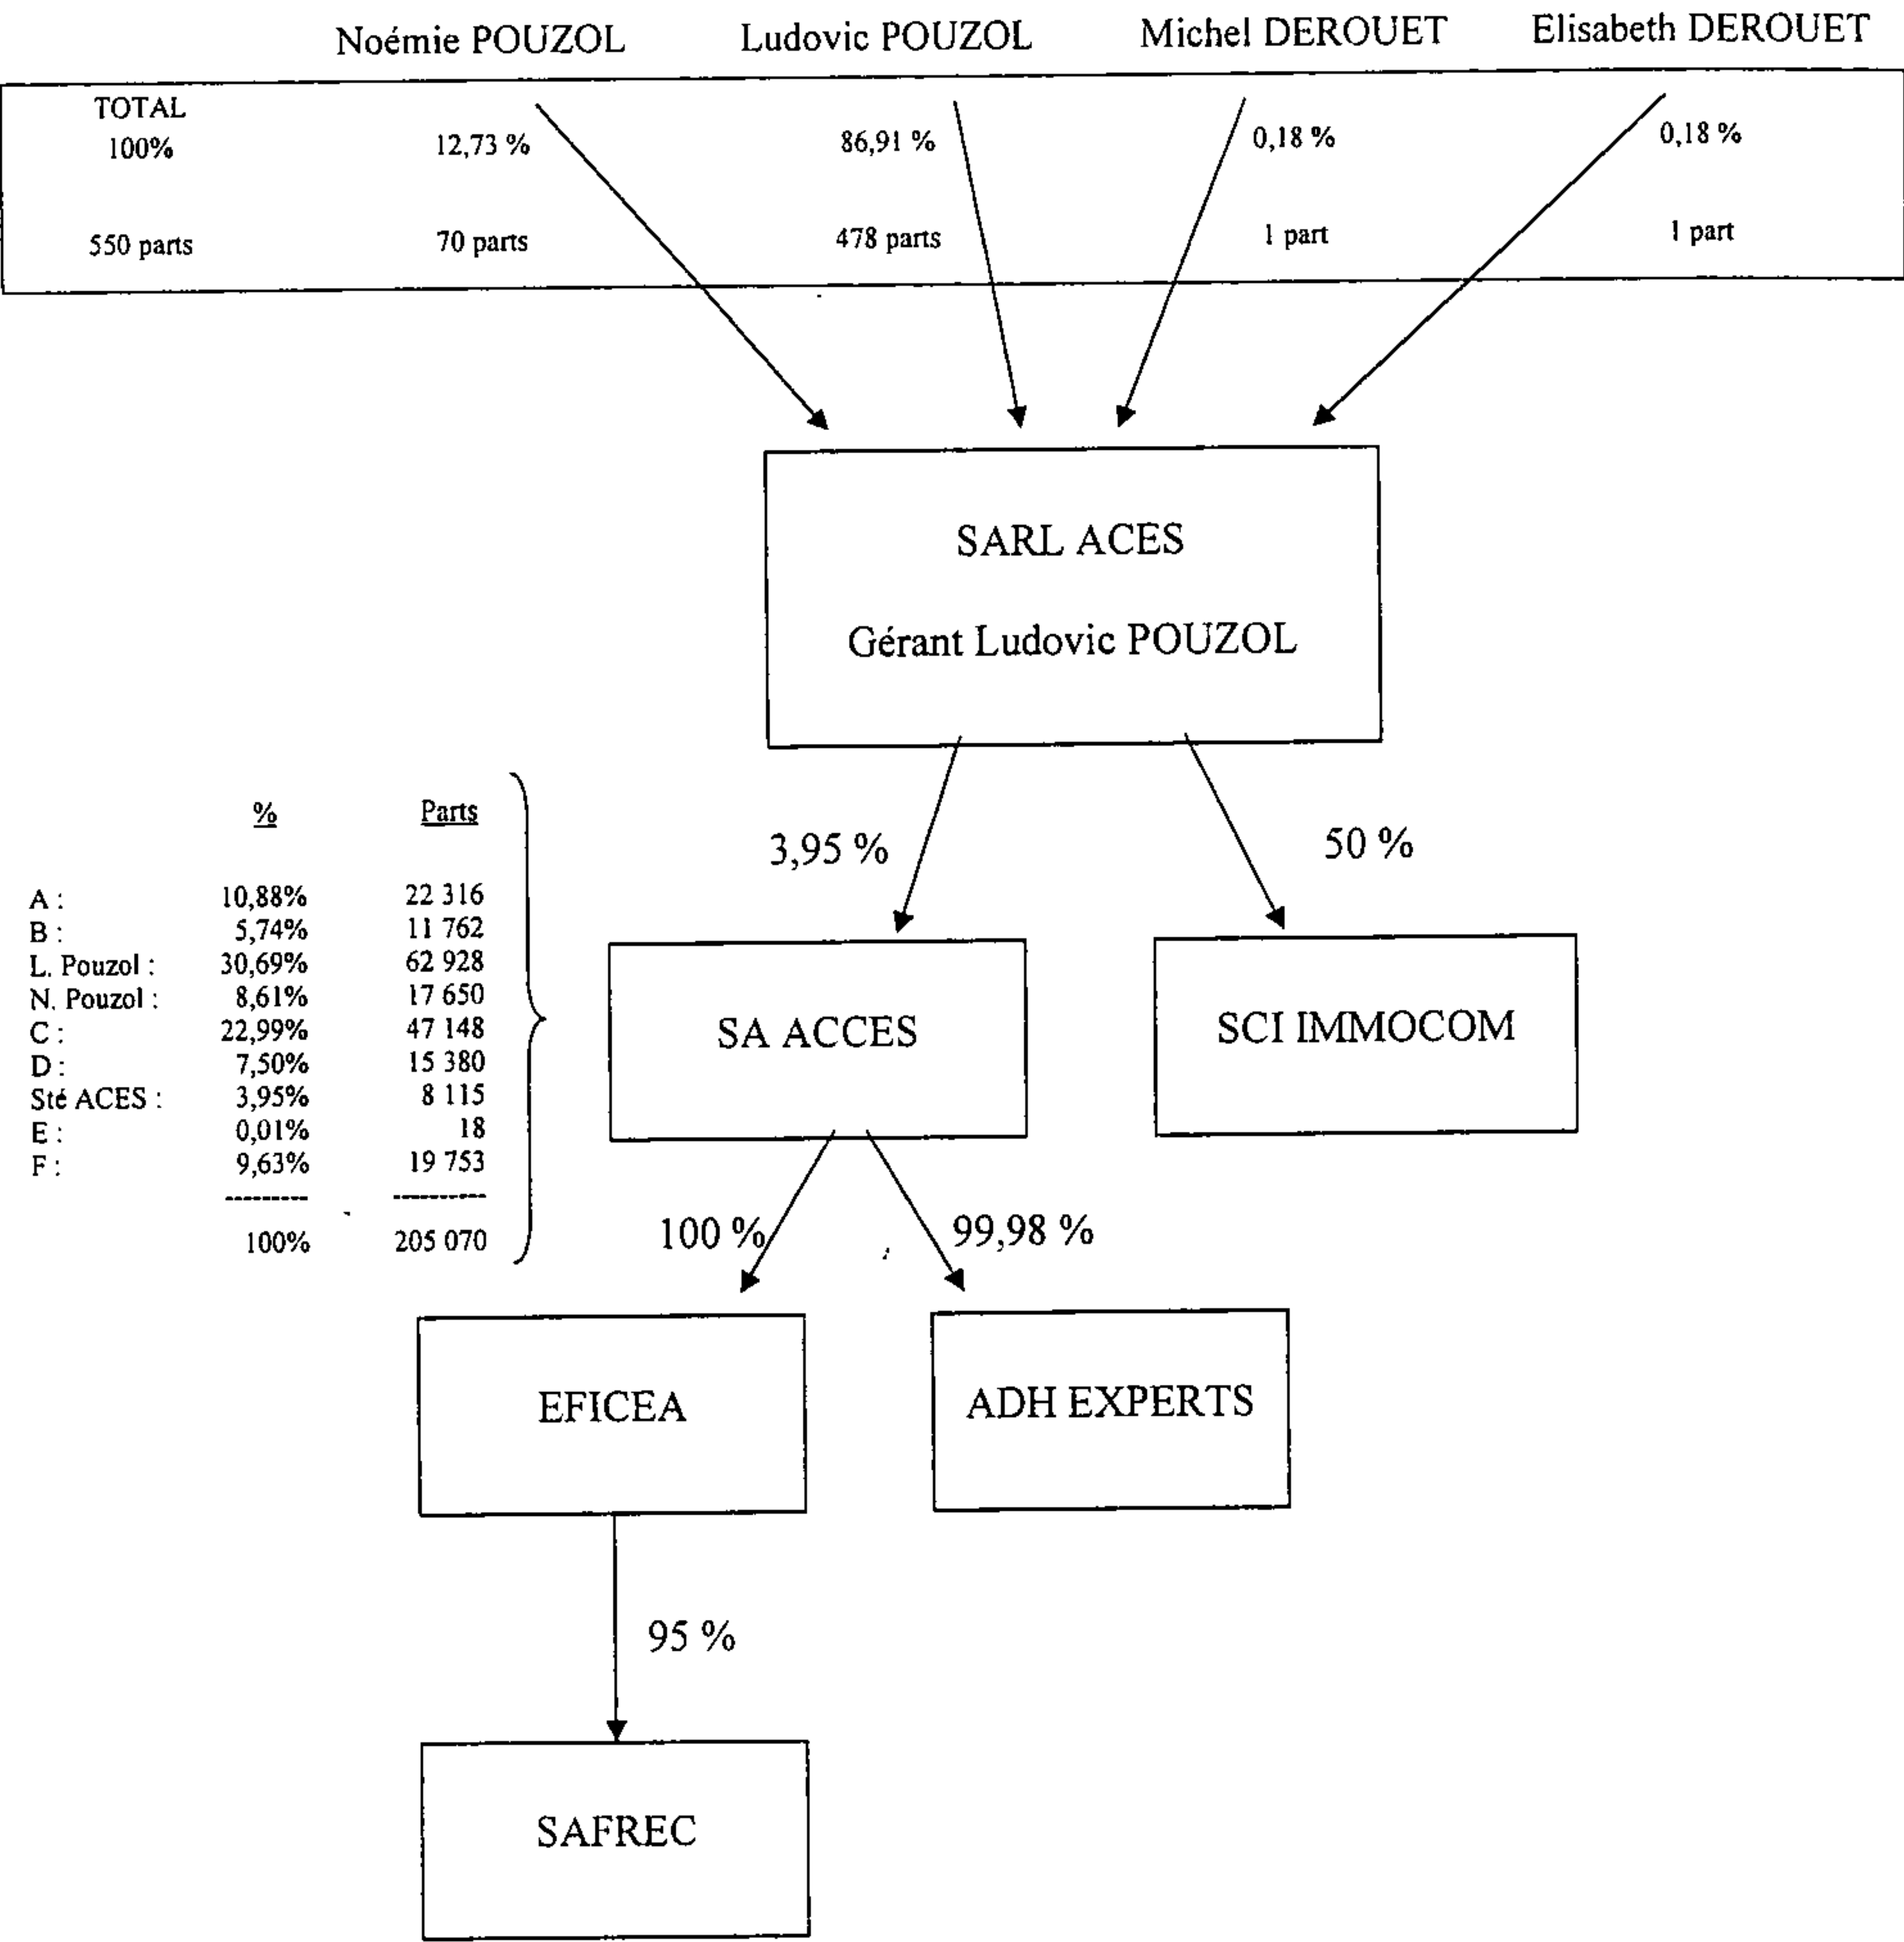 Noémie POUZOL Ludovic POUZOL Michel DEROUET Elisabeth DEROUET
TOTAL
100% 12,73 % 86,91 % 0,18 % 0,18 %
550 parts 70 parts 478 parts 1 part 1 part
SARL ACES
Gérant Ludovic POUZOL
% Parts
3,95 % 50 %
A : 10,88% 22 316
B : 5,74% 11 762
L. Pouzol : 30,69% 62 928
N. Pouzol : 8,61% 17 650
C : 22,99% 47 148
D : 7,50% 15 380
Sté ACES : 3,95% 8 115
E : 0,01% 18
F : 9,63% 19 753
--------- ----------
100% 205 070
SA ACCES SCI IMMOCOM
100 % 99,98 %
EFICEA ADH EXPERTS
95 %
SAFREC